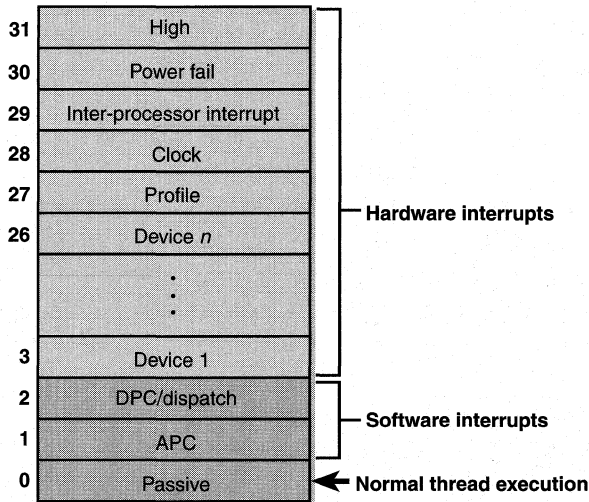 31 High
30 Power fail
29 Inter-processor interrupt
28 Clock
27 Profile
26 Device n
Hardware interrupts
3 Device 1
2 DPC/dispatch
1 APC
Software interrupts
0 Passive
Normal thread execution